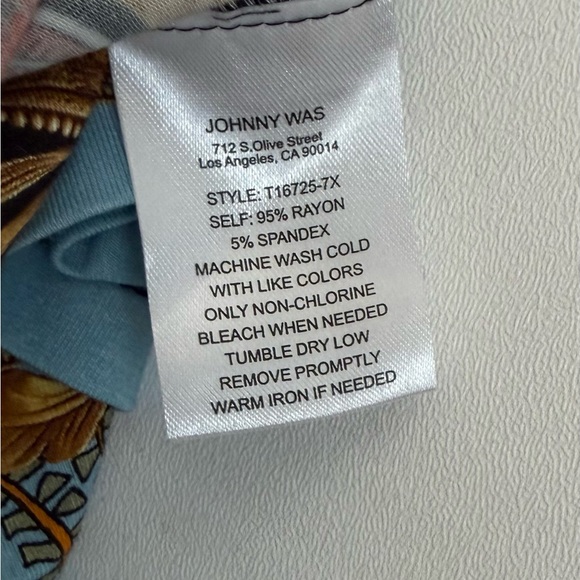 JOHNNY WAS
712 S.Olive Street
Los Angeles, CA 90014
STYLE: T16725-7X
SELF: 95% RAYON
5% SPANDEX
MACHINE WASH COLD
WITH LIKE COLORS
ONLY NON-CHLORINE
BLEACH WHEN NEEDED
TUMBLE DRY LOW
REMOVE PROMPTLY
WARM IRON IF NEEDED